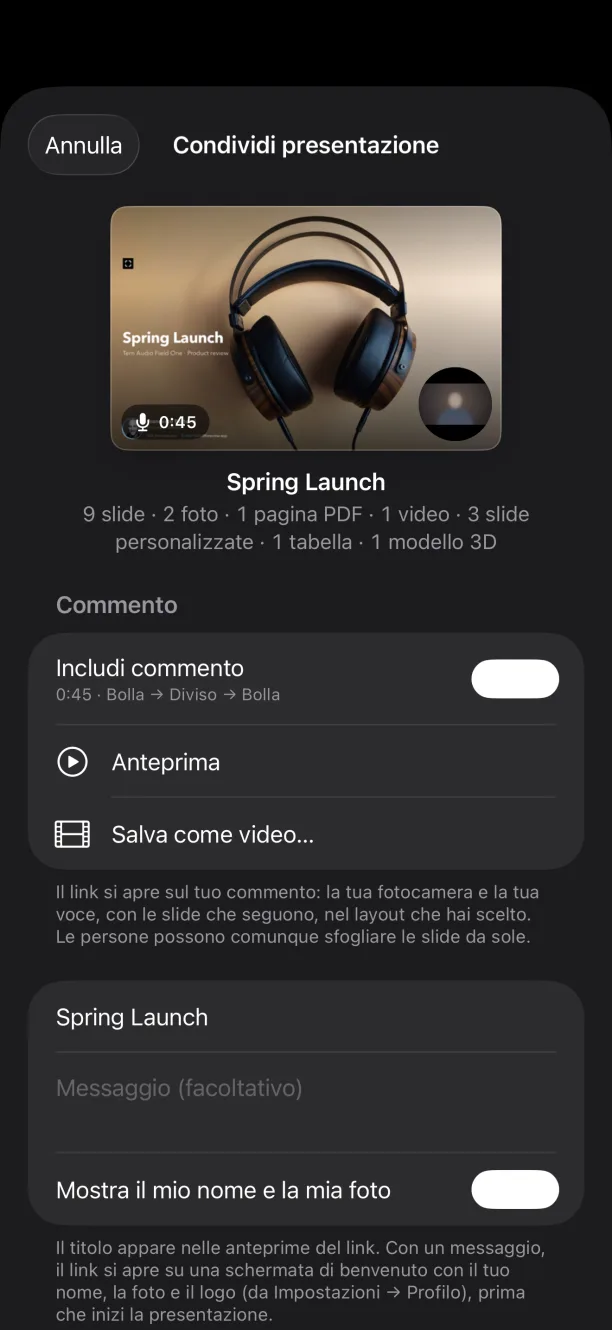 Annulla
Condividi presentazione
Spring Launch
Tern Audio Field One · Product review
0:45
Spring Launch
9 slide · 2 foto · 1 pagina PDF · 1 video · 3 slide
personalizzate · 1 tabella · 1 modello 3D
Commento
Includi commento
0:45 · Bolla → Diviso → Bolla
Anteprima
Salva come video...
Il link si apre sul tuo commento: la tua fotocamera e la tua
voce, con le slide che seguono, nel layout che hai scelto.
Le persone possono comunque sfogliare le slide da sole.
Spring Launch
Messaggio (facoltativo)
Mostra il mio nome e la mia foto
Il titolo appare nelle anteprime del link. Con un messaggio,
il link si apre su una schermata di benvenuto con il tuo
nome, la foto e il logo (da Impostazioni → Profilo), prima
che inizi la presentazione.